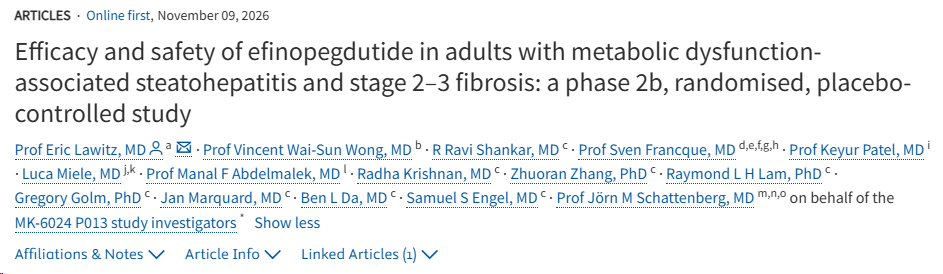 ARTICLES · Online first, November 09, 2026
Efficacy and safety of efinopegdutide in adults with metabolic dysfunction-
associated steatohepatitis and stage 2–3 fibrosis: a phase 2b, randomised, placebo-
controlled study
Prof Eric Lawitz, MD a · Prof Vincent Wai-Sun Wong, MD b · R Ravi Shankar, MD c · Prof Sven Francque, MD d,e,f,g,h · Prof Keyur Patel, MD i
· Luca Miele, MD j,k · Prof Manal F Abdelmalek, MD l · Radha Krishnan, MD c · Zhuoran Zhang, PhD c · Raymond L H Lam, PhD c ·
Gregory Golm, PhD c · Jan Marquard, MD c · Ben L Da, MD c · Samuel S Engel, MD c · Prof Jörn M Schattenberg, MD m,n,o on behalf of the
MK-6024 P013 study investigators * Show less
Affiliations & Notes Article Info Linked Articles (1)